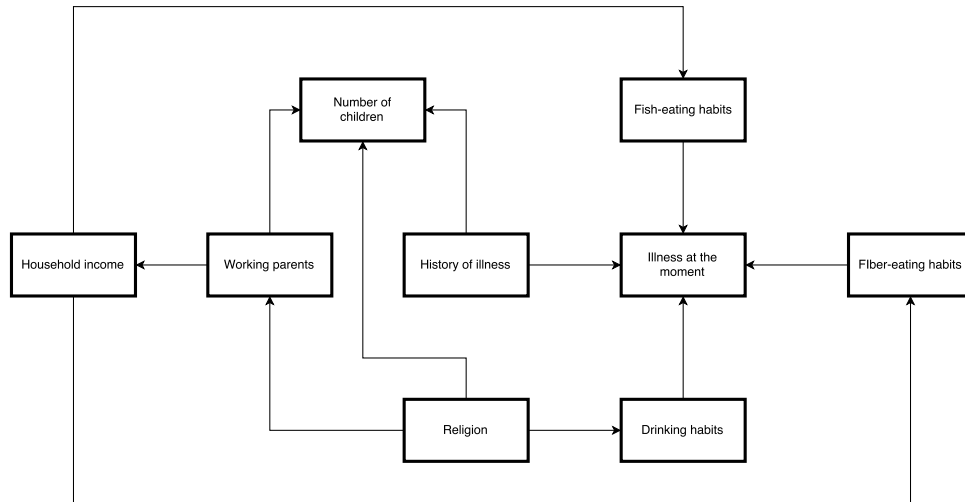 Number of
children
Fish-eating habits
Household income
Working parents
History of illness
Illness at the
moment
FIber-eating habits
Religion
Drinking habits